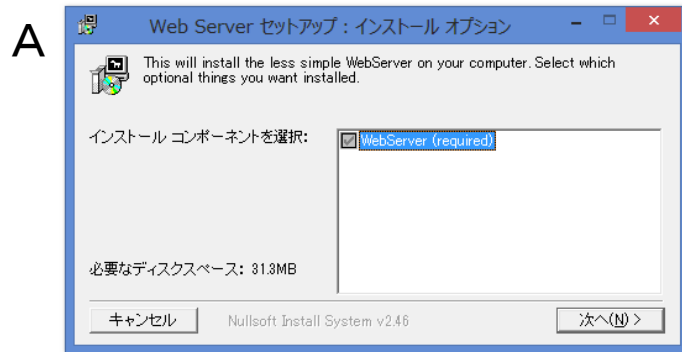 A
Web Server セットアップ : インストール オプション
This will install the less simple WebServer on your computer. Select which
optional things you want installed.
インストール コンポーネントを選択:
WebServer (required)
必要なディスクスペース: 31.3MB
キャンセル
Nullsoft Install System v2.46
次へ(N) >